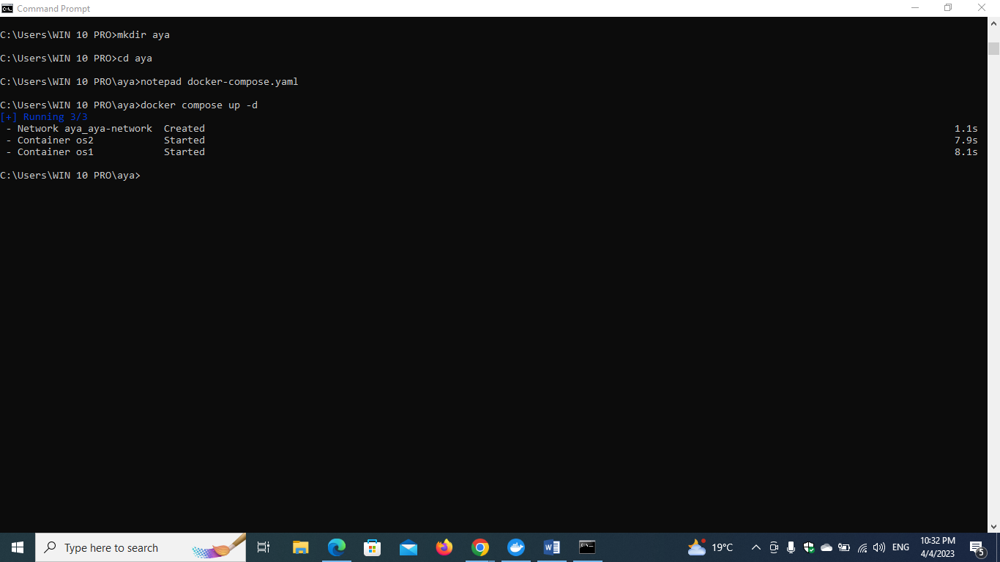 Command Prompt
C:\Users\WIN 10 PRO>mkdir aya
C:\Users\WIN 10 PRO>cd aya
C:\Users\WIN 10 PRO\aya>notepad docker-compose.yaml
C:\Users\WIN 10 PRO\aya>docker compose up -d
[+] Running 3/3
- Network aya_aya-network Created 1.1s
- Container os2 Started 7.9s
- Container os1 Started 8.1s
C:\Users\WIN 10 PRO\aya>
Type here to search
19°C
ENG
10:32 PM
4/4/2023
5